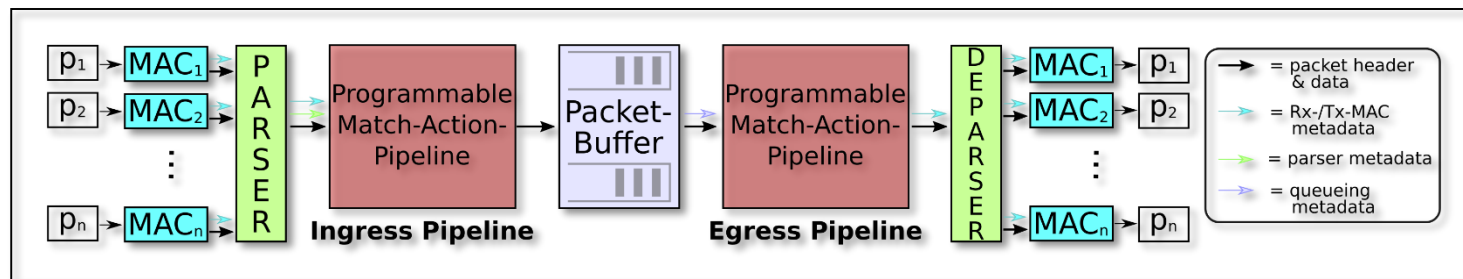 p1
MAC1
p2
MAC2
⋮
pn
MACn
PARSER
Programmable
Match-Action-
Pipeline
Ingress Pipeline
Packet-
Buffer
Programmable
Match-Action-
Pipeline
Egress Pipeline
DEPARSER
MAC1
p1
MAC2
p2
⋮
MACn
pn
= packet header
& data
= Rx-/Tx-MAC
metadata
= parser metadata
= queueing
metadata